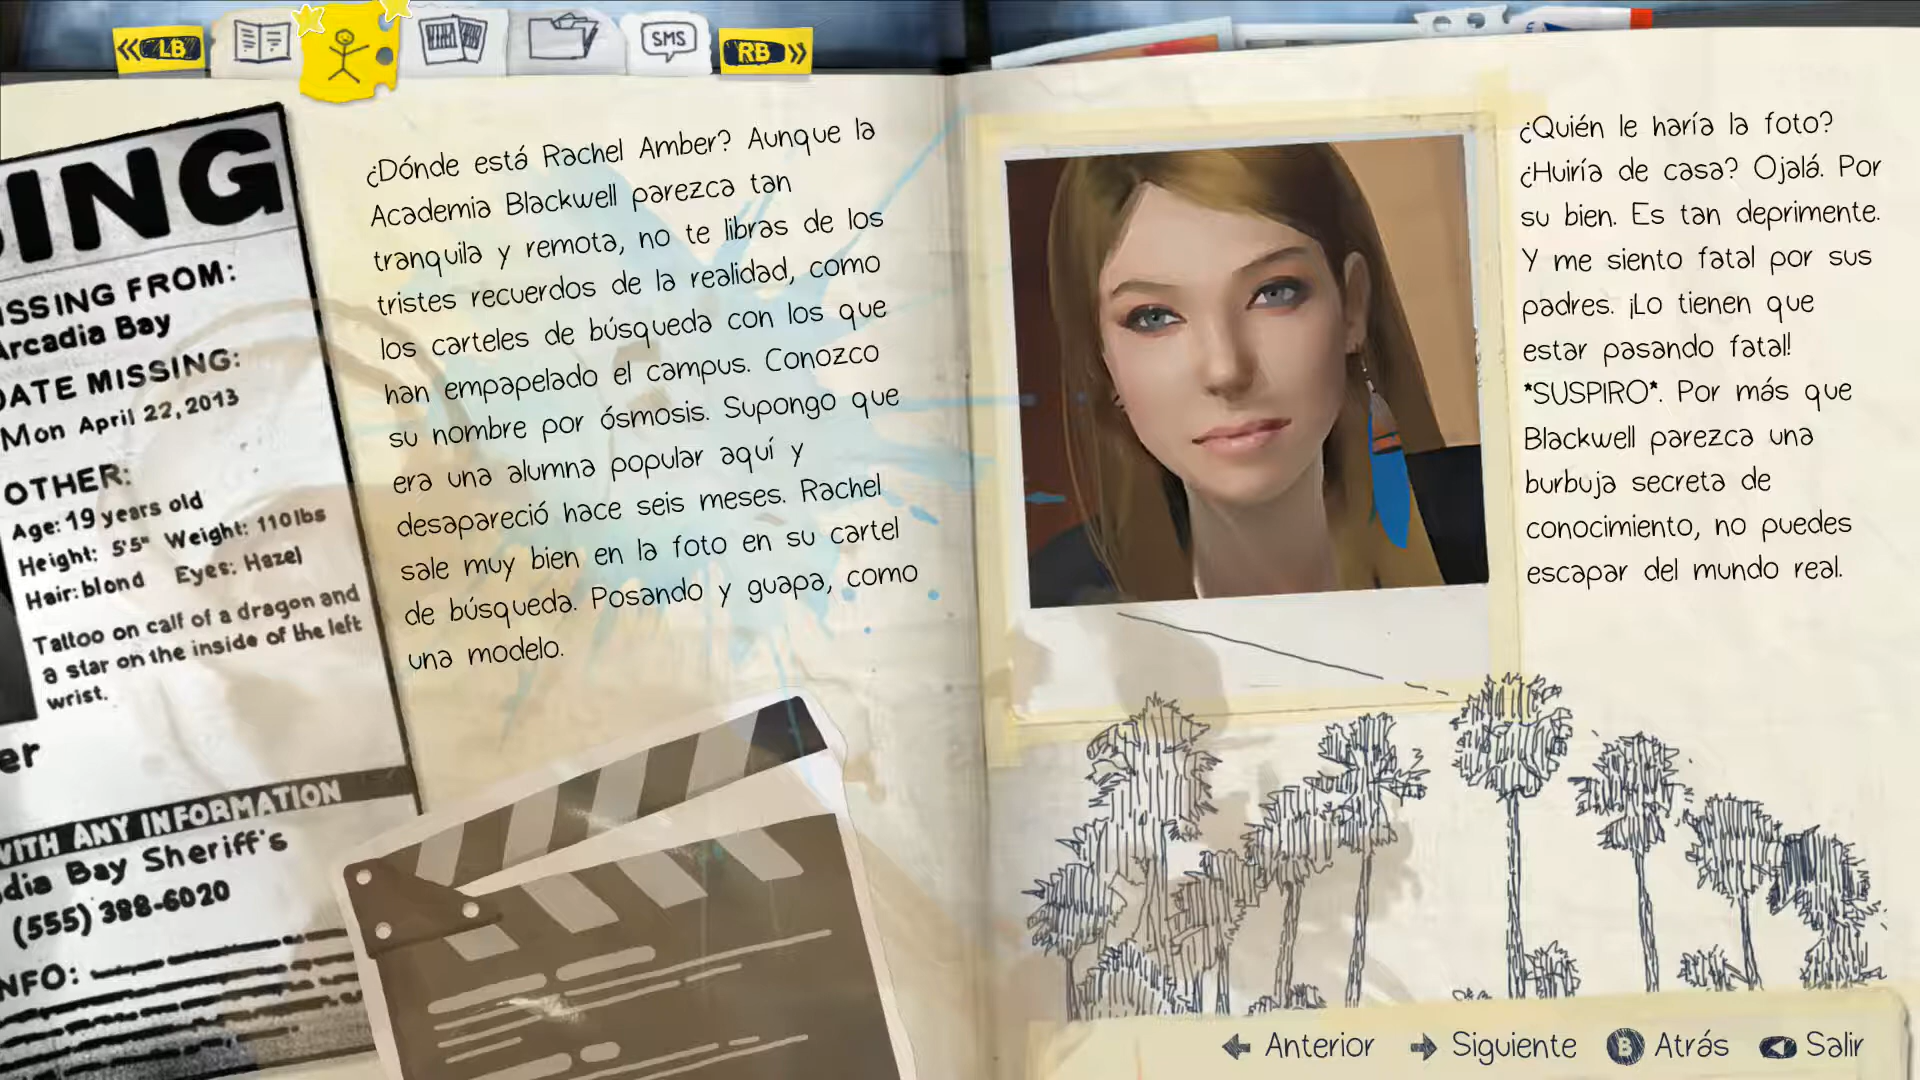 LB
SMS
RB
ING
ISSING FROM:
Arcadia Bay
DATE MISSING:
Mon April 22, 2013
OTHER:
Age: 19 years old
Height: 5'5" Weight: 110lbs
Hair: blond Eyes: Hazel
Tattoo on calf of a dragon and
a star on the inside of the left
wrist.
er
WITH ANY INFORMATION
dia Bay Sheriff's
(555) 388-6020
NFO:
¿Dónde está Rachel Amber? Aunque la
Academia Blackwell parezca tan
tranquila y remota, no te libras de los
tristes recuerdos de la realidad, como
los carteles de búsqueda con los que
han empapelado el campus. Conozco
su nombre por ósmosis. Supongo que
era una alumna popular aquí y
desapareció hace seis meses. Rachel
sale muy bien en la foto en su cartel
de búsqueda. Posando y guapa, como
una modelo.
¿Quién le haría la foto?
¿Huiría de casa? Ojalá. Por
su bien. Es tan deprimente.
Y me siento fatal por sus
padres. ¡Lo tienen que
estar pasando fatal!
*SUSPIRO*. Por más que
Blackwell parezca una
burbuja secreta de
conocimiento, no puedes
escapar del mundo real.
Anterior Siguiente B Atrás Salir